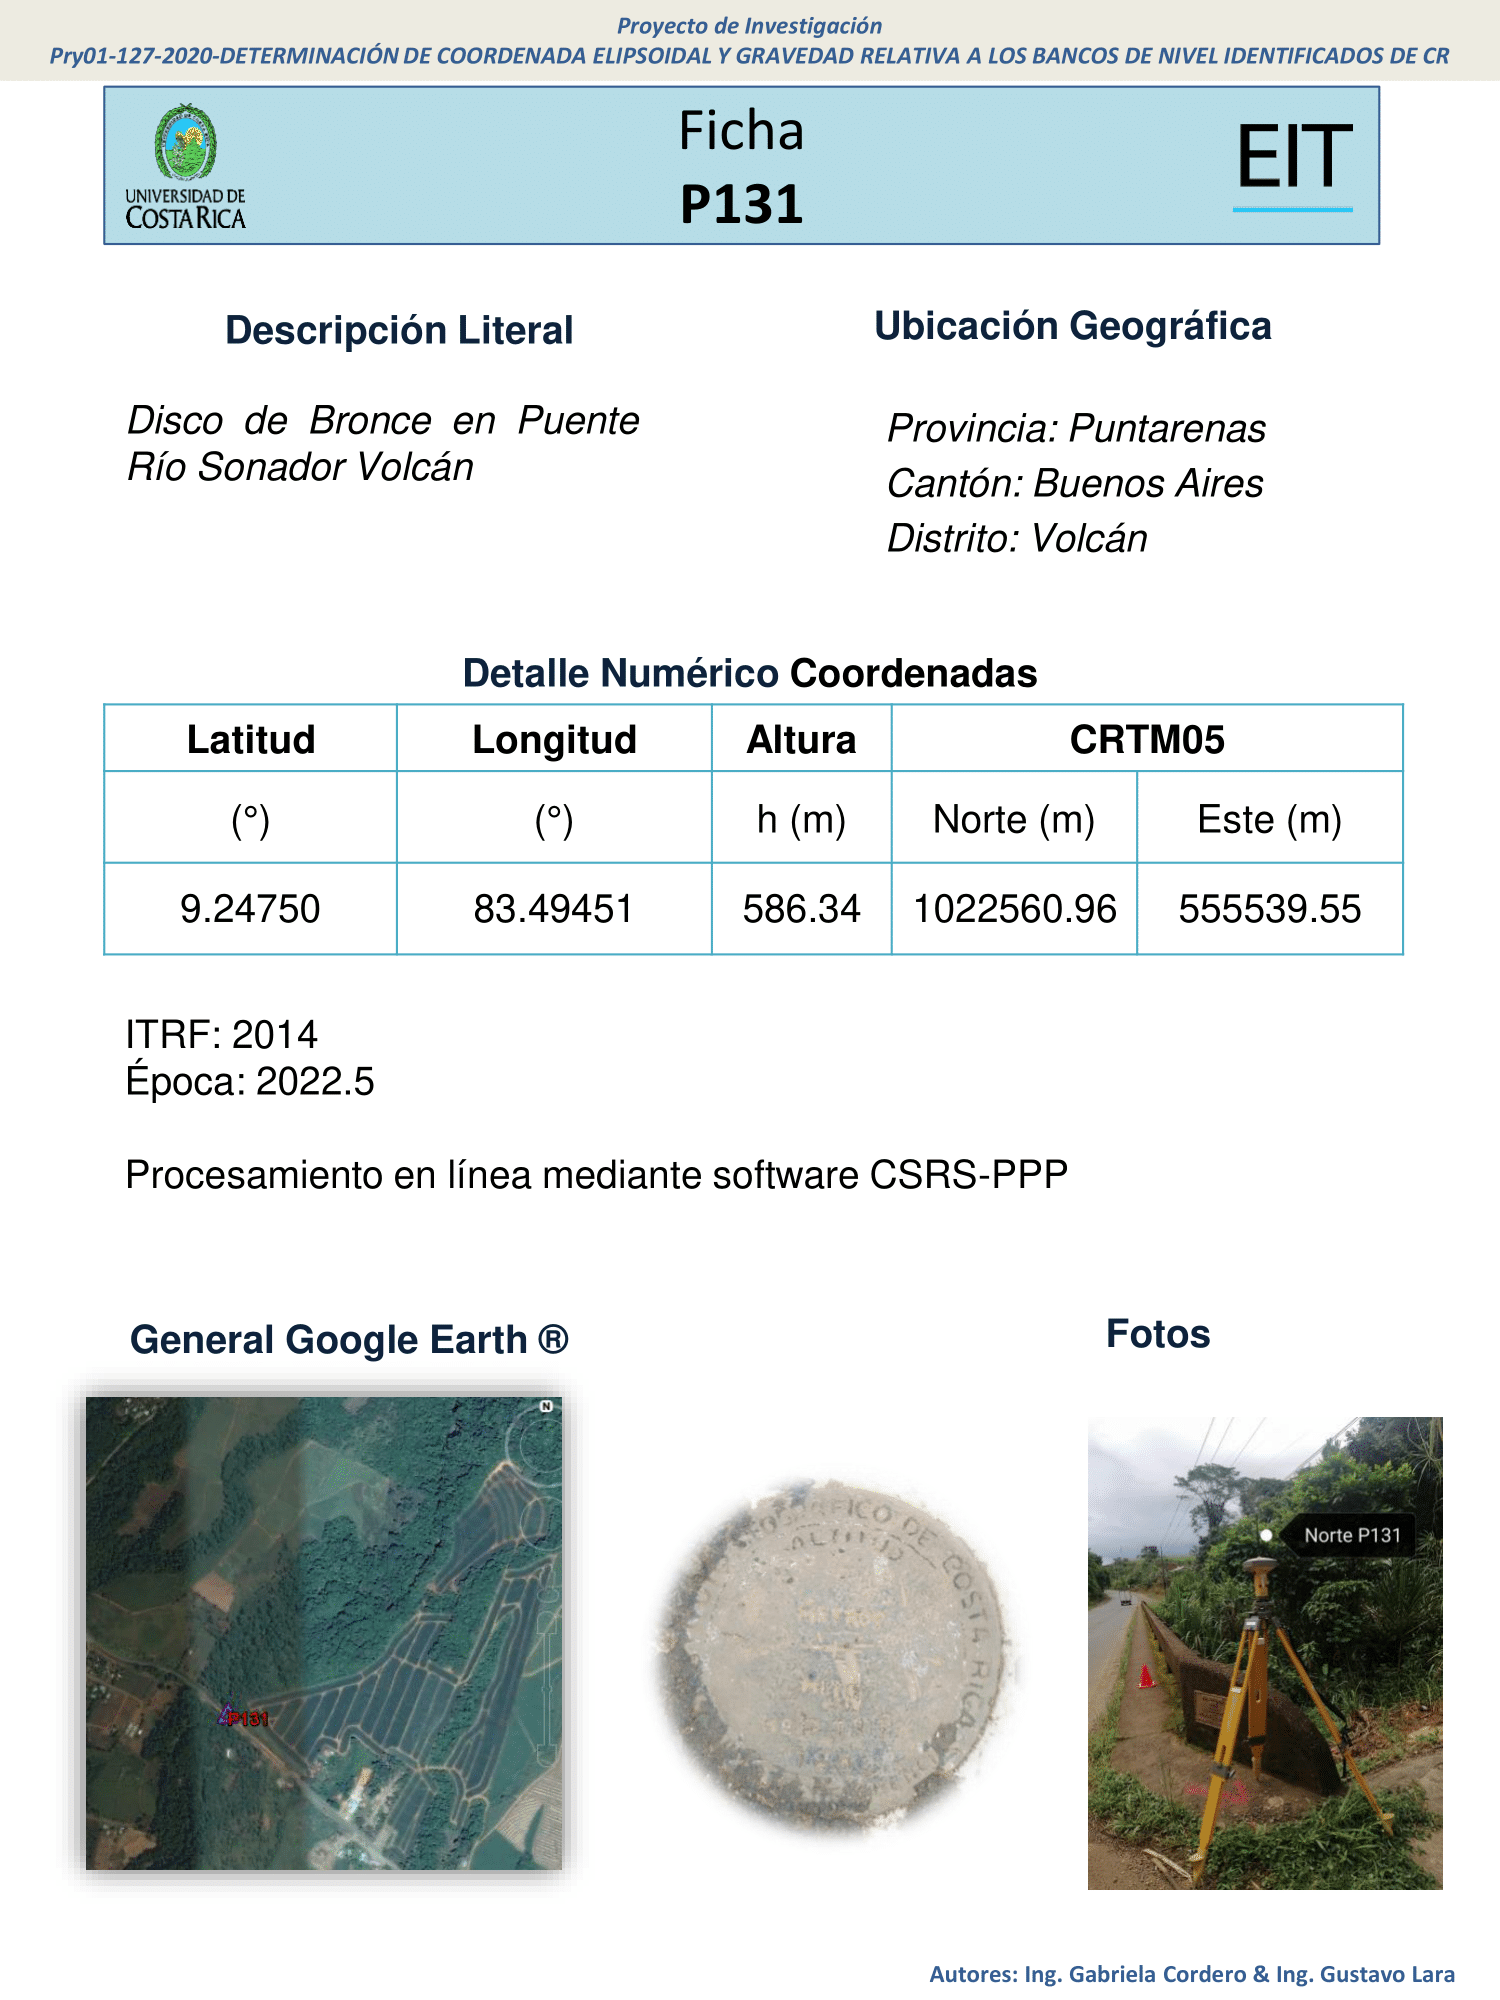 Proyecto de Investigación
Pry01-127-2020-DETERMINACIÓN DE COORDENADA ELIPSOIDAL Y GRAVEDAD RELATIVA A LOS BANCOS DE NIVEL IDENTIFICADOS DE CR
UNIVERSIDAD DE
COSTA RICA
Ficha
P131
EIT
Descripción Literal
Disco de Bronce en Puente
Río Sonador Volcán
Ubicación Geográfica
Provincia: Puntarenas
Cantón: Buenos Aires
Distrito: Volcán
Detalle Numérico Coordenadas
Latitud Longitud Altura CRTM05
(°) (°) h (m) Norte (m) Este (m)
9.24750 83.49451 586.34 1022560.96 555539.55
ITRF: 2014
Época: 2022.5
Procesamiento en línea mediante software CSRS-PPP
General Google Earth ®
Fotos
N
P131
DE COSTA RICA
ALTITUD
Norte P131
Autores: Ing. Gabriela Cordero & Ing. Gustavo Lara